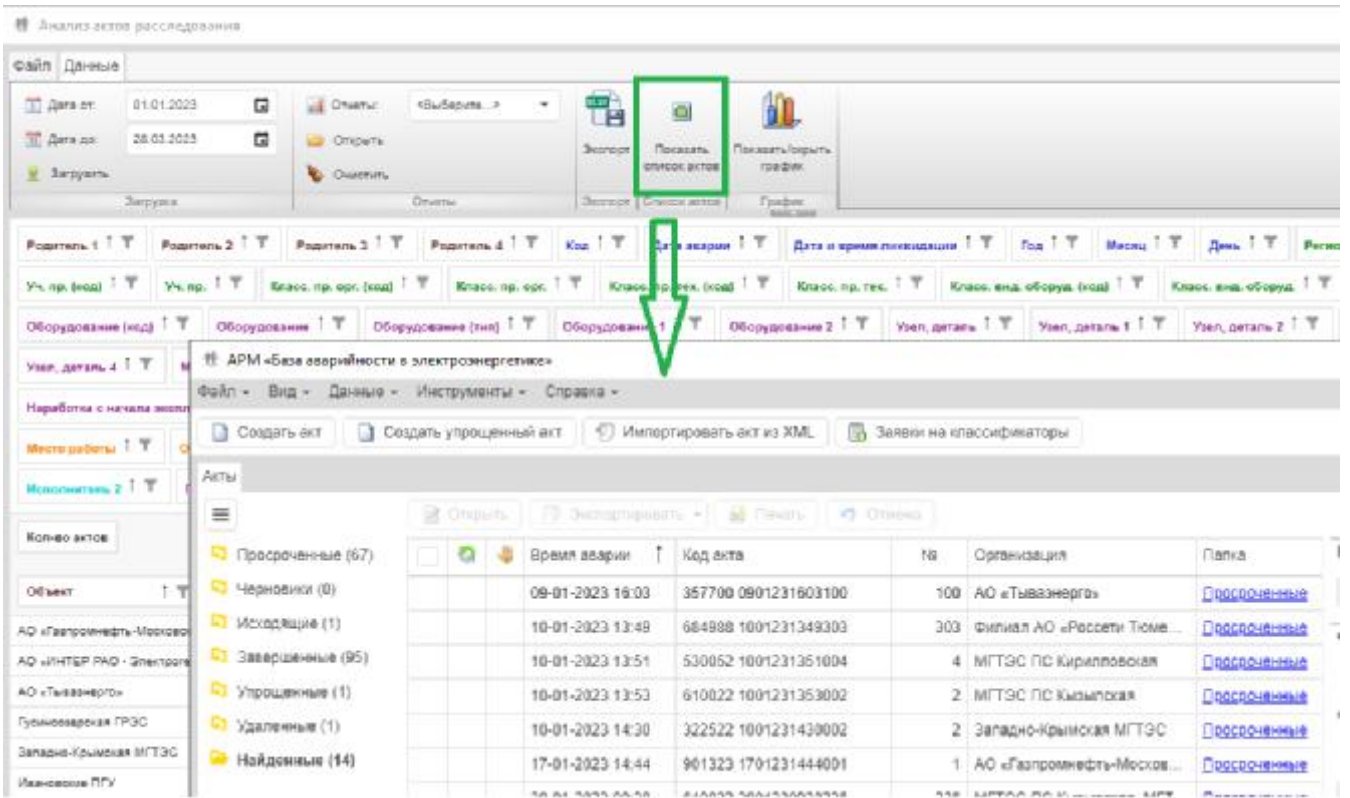 Анализ актов расследования
Файл Данные
Дата от: 01.01.2023
Дата до: 28.03.2023
Загрузить
Загрузка
Отчеты: <Выберите...>
Открыть
Очистить
Отчеты
Экспорт
Экспорт
Показать список актов
Список актов
Показать/скрыть график
График
Родитель 1 Родитель 2 Родитель 3 Родитель 4 Код Дата аварии Дата и время ликвидации Год Месяц День
Уч. пр. (код) Уч. пр. Класс. пр. орг. (код) Класс. пр. орг. Класс. пр. тех. (код) Класс. пр. тех. Класс. вид. оборуд. (код) Класс. вид. оборуд.
Оборудование (код) Оборудование Оборудование (тип) Оборудование 1 Оборудование 2 Узел, деталь Узел, деталь 1 Узел, деталь 2
Узел, деталь 4
Наработка с начала
Место работы
Исполнитель 2
Кол-во актов
Объект
АО «Газпромнефть-Московс
АО «ИНТЕР РАО - Электроге
АО «Тываэнерго»
Гусиноозерская ГРЭС
Западно-Крымская МГТЭС
Ивановские ПГУ
АРМ «База аварийности в электроэнергетике»
Файл Вид Данные Инструменты Справка
Создать акт Создать упрощенный акт Импортировать акт из XML Заявки на классификаторы
Акты
Открыть Экспортировать Печать Отмена
Просроченные (67)
Черновики (0)
Исходящие (1)
Завершенные (95)
Упрощенные (1)
Удаленные (1)
Найденные (14)
Время аварии Код акта № Организация Папка
09-01-2023 16:03 357700 0901231603100 100 АО «Тываэнерго» Просроченные
10-01-2023 13:49 684988 1001231349303 303 Филиал АО «Россети Тюме... Просроченные
10-01-2023 13:51 530052 1001231351004 4 МГТЭС ПС Кирилловская Просроченные
10-01-2023 13:53 610022 1001231353002 2 МГТЭС ПС Кызылская Просроченные
10-01-2023 14:30 322522 1001231430002 2 Западно-Крымская МГТЭС Просроченные
17-01-2023 14:44 901323 1701231444001 1 АО «Газпромнефть-Москов... Просроченные